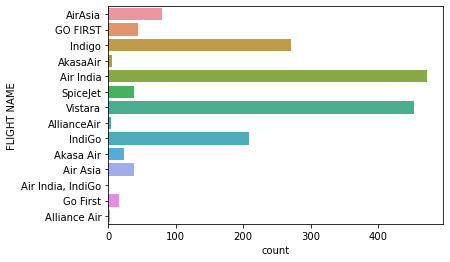 AirAsia
GO FIRST
Indigo
AkasaAir
Air India
SpiceJet
Vistara
AllianceAir
IndiGo
Akasa Air
Air Asia
Air India, IndiGo
Go First
Alliance Air
FLIGHT NAME
0 100 200 300 400
count